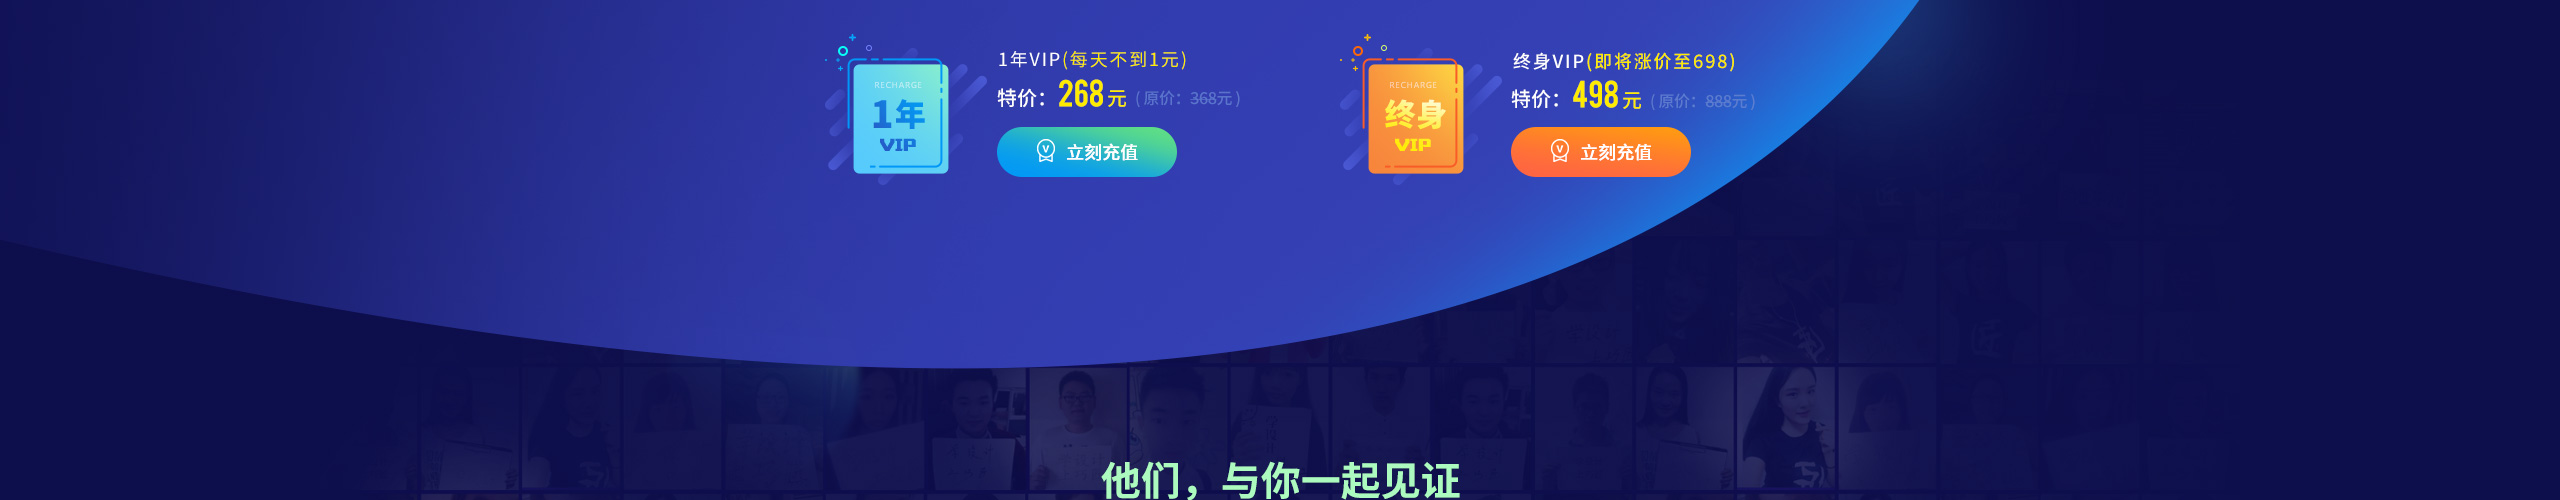 RECHARGE
1年
VIP
1年VIP(每天不到1元)
特价：268元（原价：368元）
立刻充值
RECHARGE
终身
VIP
终身VIP(即将涨价至698)
特价：498元（原价：888元）
立刻充值
他们，与你一起见证